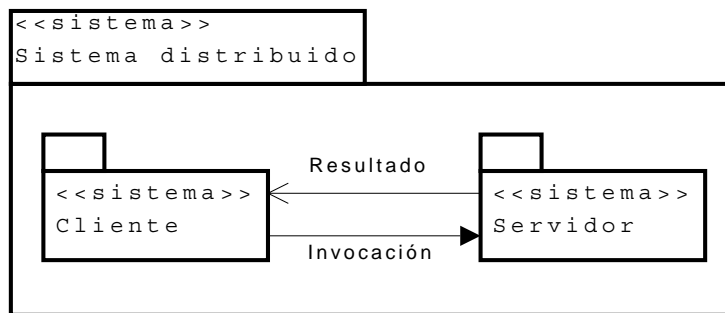 <<sistema>>
Sistema distribuido
Resultado
<<sistema>>
Cliente
<<sistema>>
Servidor
Invocación